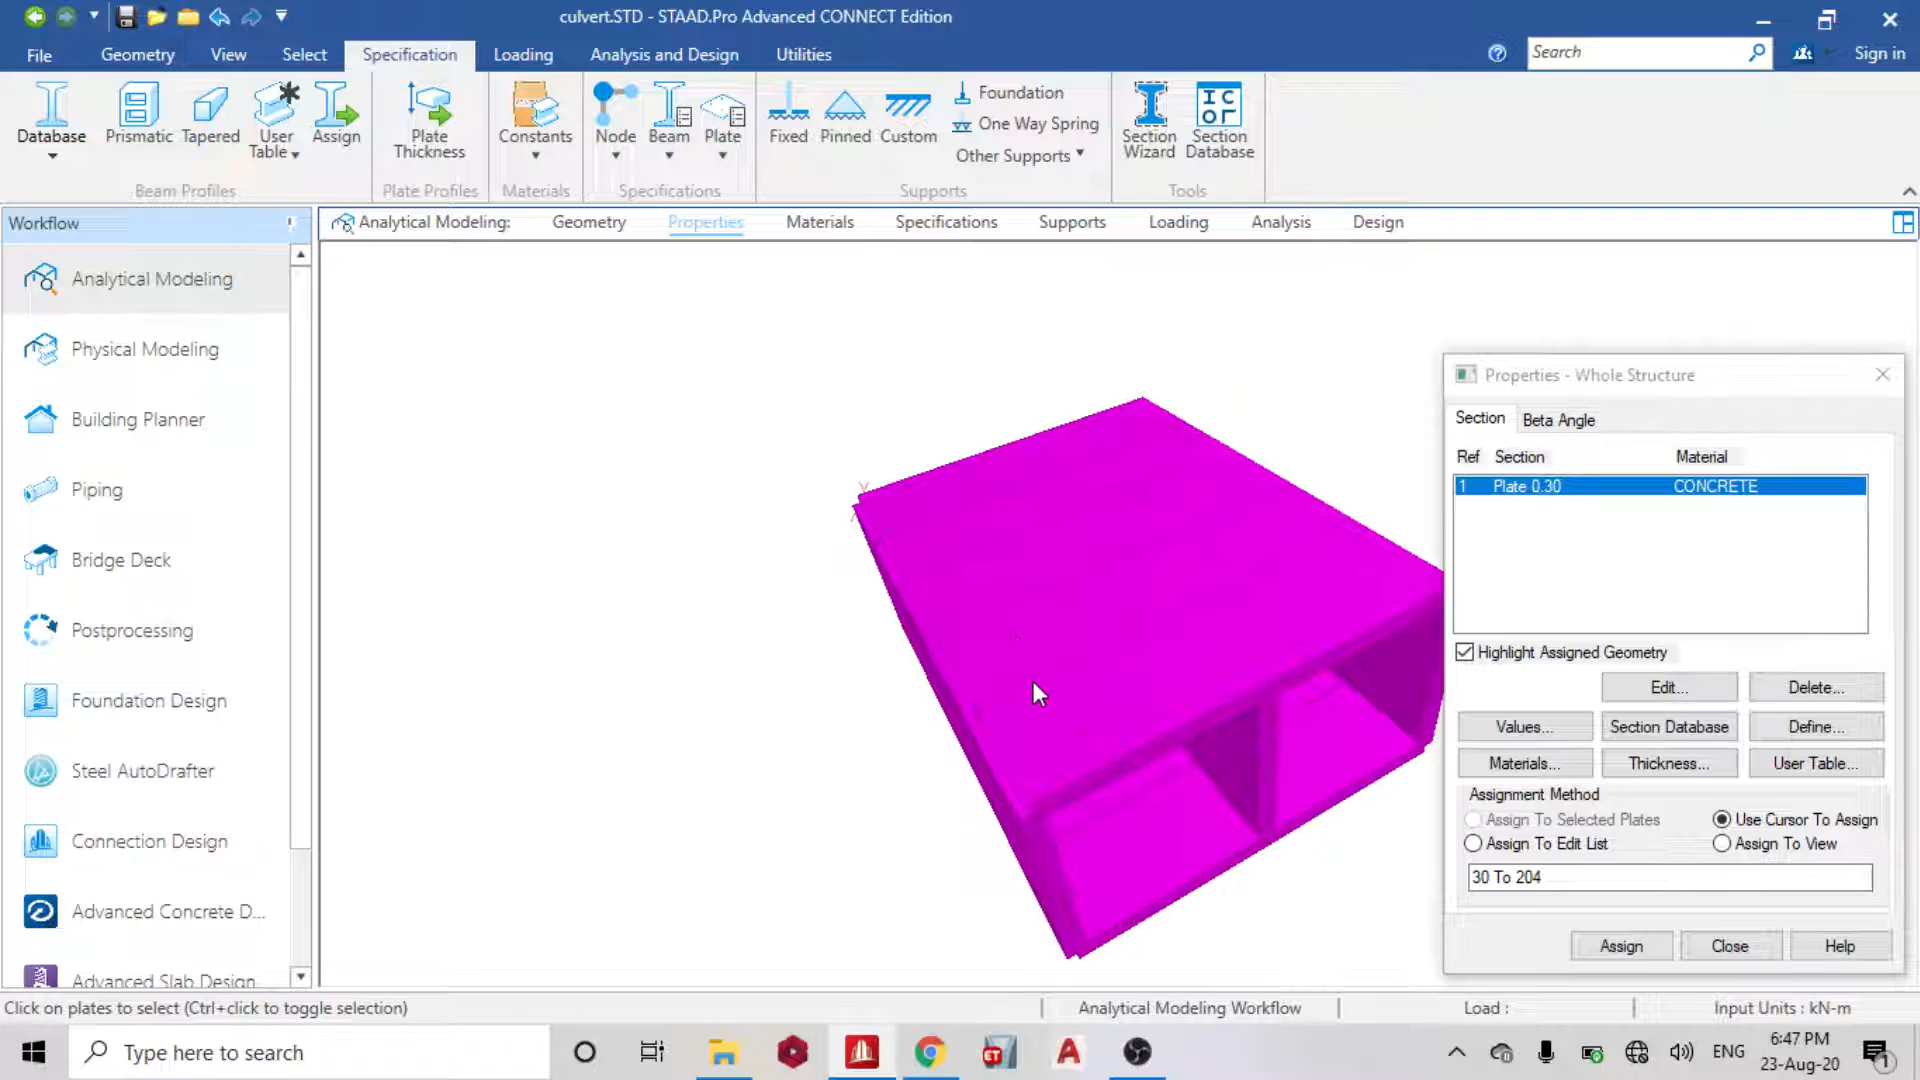 culvert.STD - STAAD.Pro Advanced CONNECT Edition
File Geometry View Select Specification Loading Analysis and Design Utilities Search Sign in
Database Prismatic Tapered User Table Assign
Beam Profiles
Plate Thickness
Plate Profiles
Constants
Materials
Node Beam Plate
Specifications
Fixed Pinned Custom
Foundation
One Way Spring
Other Supports
Supports
Section Wizard Section Database
Tools
Workflow
Analytical Modeling: Geometry Properties Materials Specifications Supports Loading Analysis Design
Analytical Modeling
Physical Modeling
Building Planner
Piping
Bridge Deck
Postprocessing
Foundation Design
Steel AutoDrafter
Connection Design
Advanced Concrete D...
Advanced Slab Design
Properties - Whole Structure
Section Beta Angle
Ref Section Material
1 Plate 0.30 CONCRETE
Highlight Assigned Geometry
Edit... Delete...
Values... Section Database Define...
Materials... Thickness... User Table...
Assignment Method
Assign To Selected Plates Use Cursor To Assign
Assign To Edit List Assign To View
30 To 204
Assign Close Help
Click on plates to select (Ctrl+click to toggle selection) Analytical Modeling Workflow Load : Input Units : kN-m
Type here to search
ET
ENG
6:47 PM
23-Aug-20
1